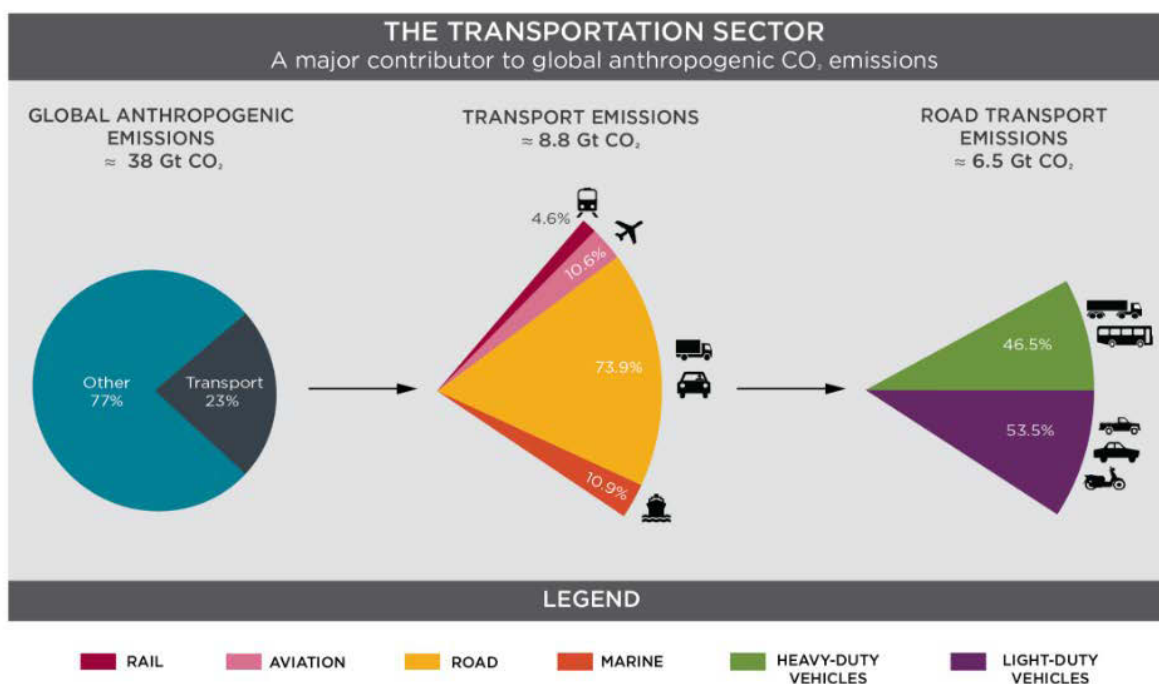 THE TRANSPORTATION SECTOR
A major contributor to global anthropogenic CO₂ emissions
GLOBAL ANTHROPOGENIC
EMISSIONS
≈ 38 Gt CO₂
TRANSPORT EMISSIONS
≈ 8.8 Gt CO₂
ROAD TRANSPORT
EMISSIONS
≈ 6.5 Gt CO₂
Other
77%
Transport
23%
4.6%
10.6%
73.9%
10.9%
46.5%
53.5%
LEGEND
RAIL
AVIATION
ROAD
MARINE
HEAVY-DUTY
VEHICLES
LIGHT-DUTY
VEHICLES